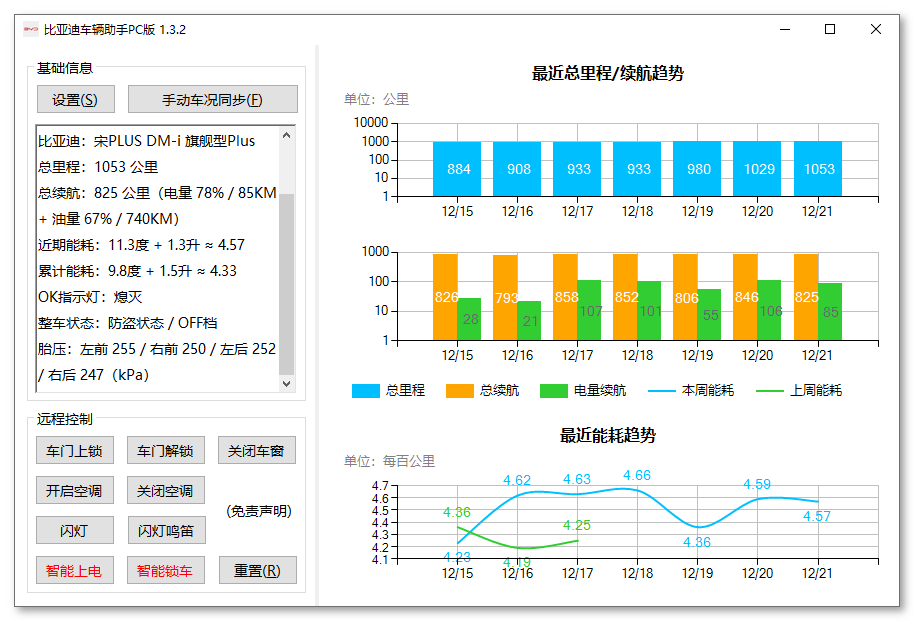 BYD 比亚迪车辆助手PC版 1.3.2
基础信息
设置(S) 手动车况同步(F)
比亚迪：宋PLUS DM-i 旗舰型Plus
总里程：1053 公里
总续航：825 公里（电量 78% / 85KM
+ 油量 67% / 740KM）
近期能耗：11.3度 + 1.3升 ≈ 4.57
累计能耗：9.8度 + 1.5升 ≈ 4.33
OK指示灯：熄灭
整车状态：防盗状态 / OFF档
胎压：左前 255 / 右前 250 / 左后 252
/ 右后 247（kPa）
远程控制
车门上锁 车门解锁 关闭车窗
开启空调 关闭空调
(免责声明)
闪灯 闪灯鸣笛
智能上电 智能锁车 重置(R)
最近总里程/续航趋势
单位：公里
10000
1000
100
10
1
884 908 933 933 980 1029 1053
12/15 12/16 12/17 12/18 12/19 12/20 12/21
1000
100
10
1
826 793 858 852 806 846 825
28 21 107 101 55 106 85
12/15 12/16 12/17 12/18 12/19 12/20 12/21
总里程 总续航 电量续航 本周能耗 上周能耗
最近能耗趋势
单位：每百公里
4.7
4.6
4.5
4.4
4.3
4.2
4.1
4.23 4.62 4.63 4.66 4.36 4.59 4.57
4.36 4.19 4.25
12/15 12/16 12/17 12/18 12/19 12/20 12/21